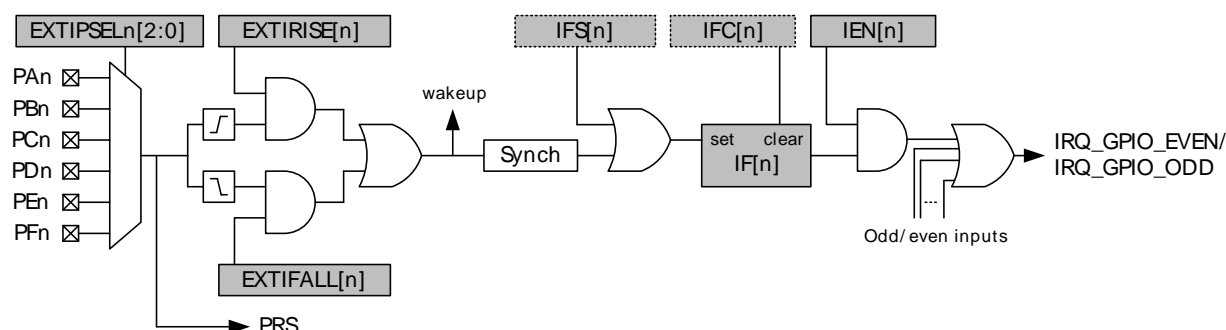 EXTIPSELn[2:0]
EXTIRISE[n]
IFS[n]
IFC[n]
IEN[n]
PAn
PBn
PCn
PDn
PEn
PFn
wakeup
Synch
set clear
IF[n]
IRQ_GPIO_EVEN/
IRQ_GPIO_ODD
...
Odd/even inputs
EXTIFALL[n]
PRS